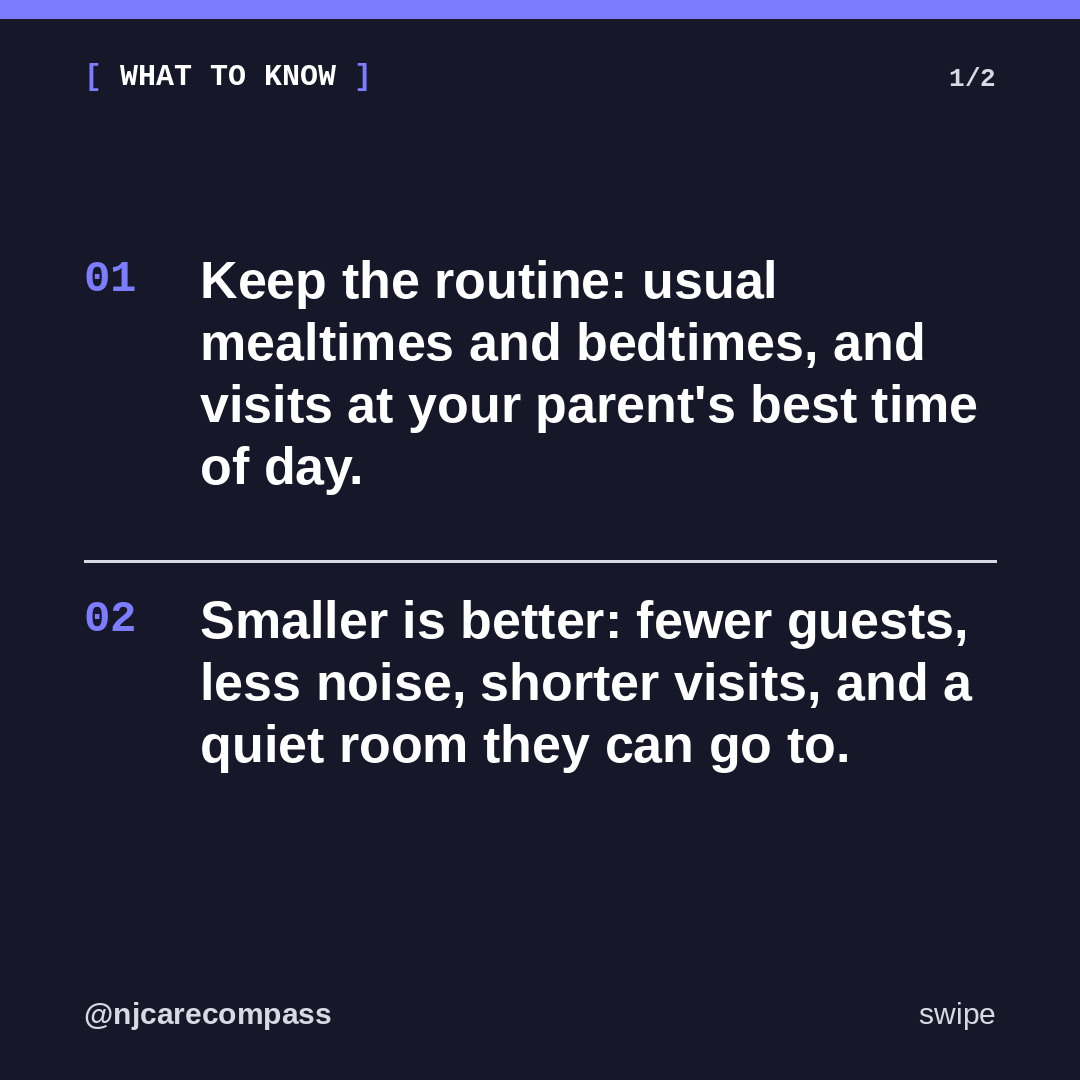 [ WHAT TO KNOW ]
1/2
01
Keep the routine: usual
mealtimes and bedtimes, and
visits at your parent's best time
of day.
02
Smaller is better: fewer guests,
less noise, shorter visits, and a
quiet room they can go to.
@njcarecompass
swipe